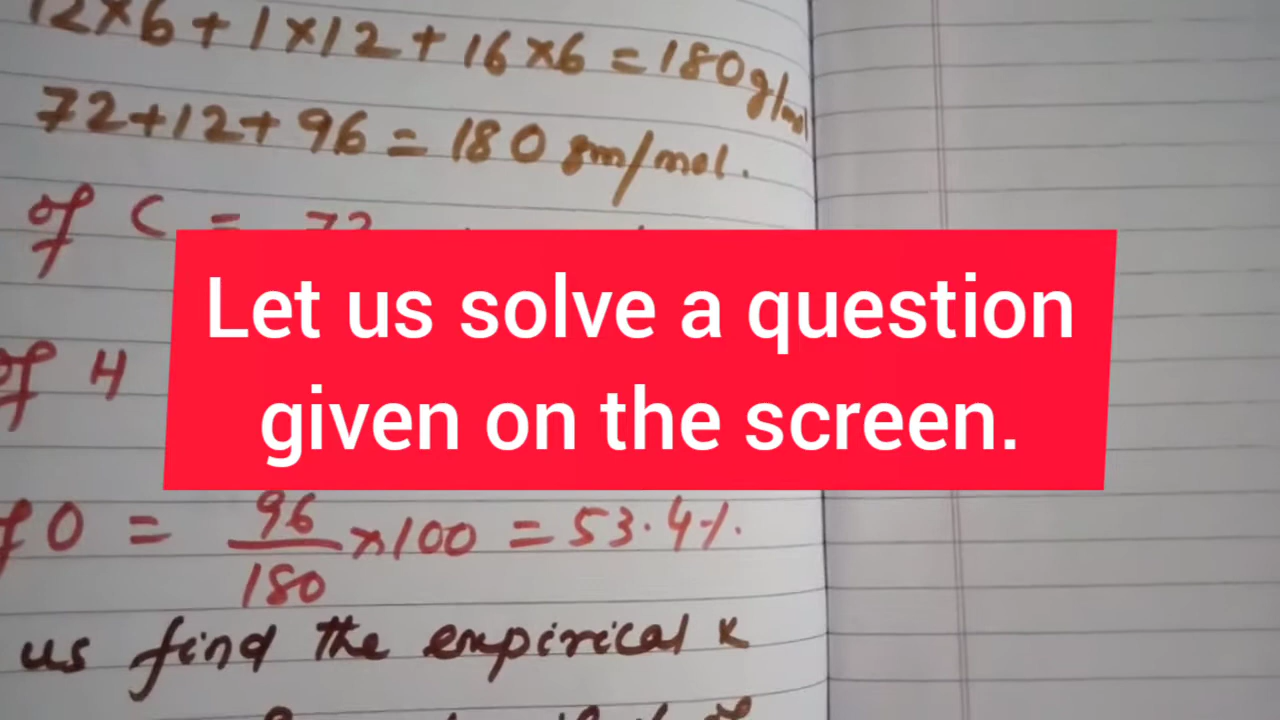 12×6+1×12+16×6=180g/mol
72+12+96=180 gm/mol.
of C = 72
Let us solve a question
given on the screen.
of H
of O = 96/180 ×100 = 53.4%.
us find the empirical &